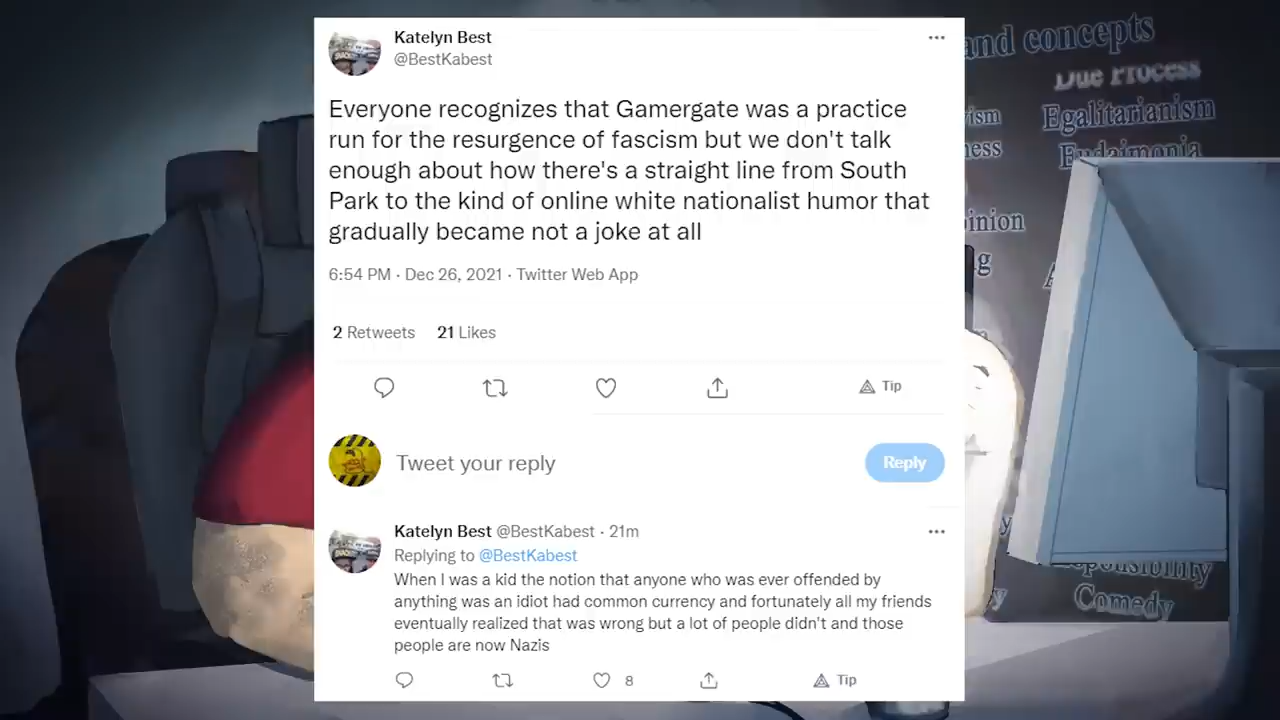 Katelyn Best
@BestKabest
Everyone recognizes that Gamergate was a practice
run for the resurgence of fascism but we don't talk
enough about how there's a straight line from South
Park to the kind of online white nationalist humor that
gradually became not a joke at all
6:54 PM · Dec 26, 2021 · Twitter Web App
2 Retweets 21 Likes
Tip
Tweet your reply
Reply
Katelyn Best @BestKabest · 21m
Replying to @BestKabest
When I was a kid the notion that anyone who was ever offended by
anything was an idiot had common currency and fortunately all my friends
eventually realized that was wrong but a lot of people didn't and those
people are now Nazis
8
Tip
and concepts
Due Process
Egalitarianism
Eudaimonia
Comedy